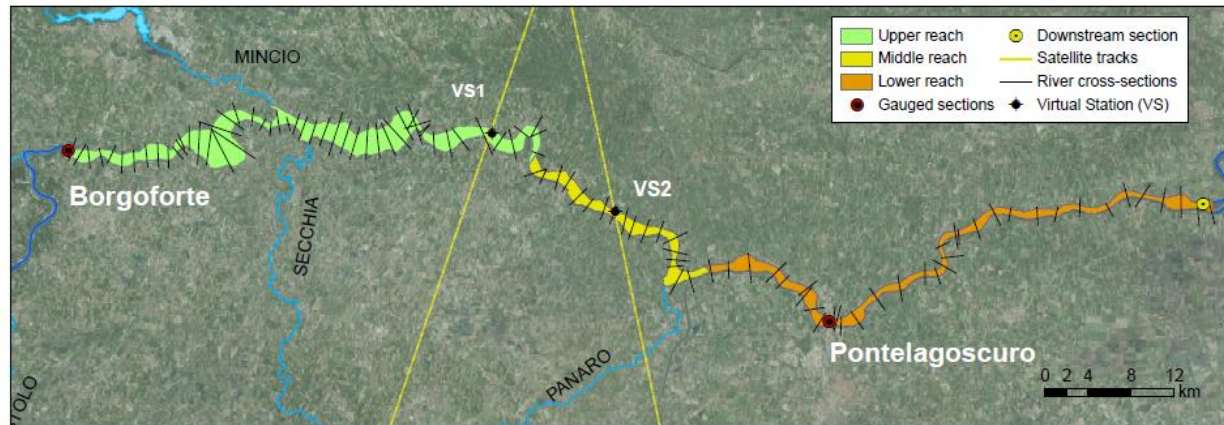 MINCIO
VS1
Borgoforte
SECCHIA
VS2
PANARO
Pontelagoscuro
TOLO
Upper reach
Middle reach
Lower reach
Gauged sections
Downstream section
Satellite tracks
River cross-sections
Virtual Station (VS)
0 2 4 8 12
km